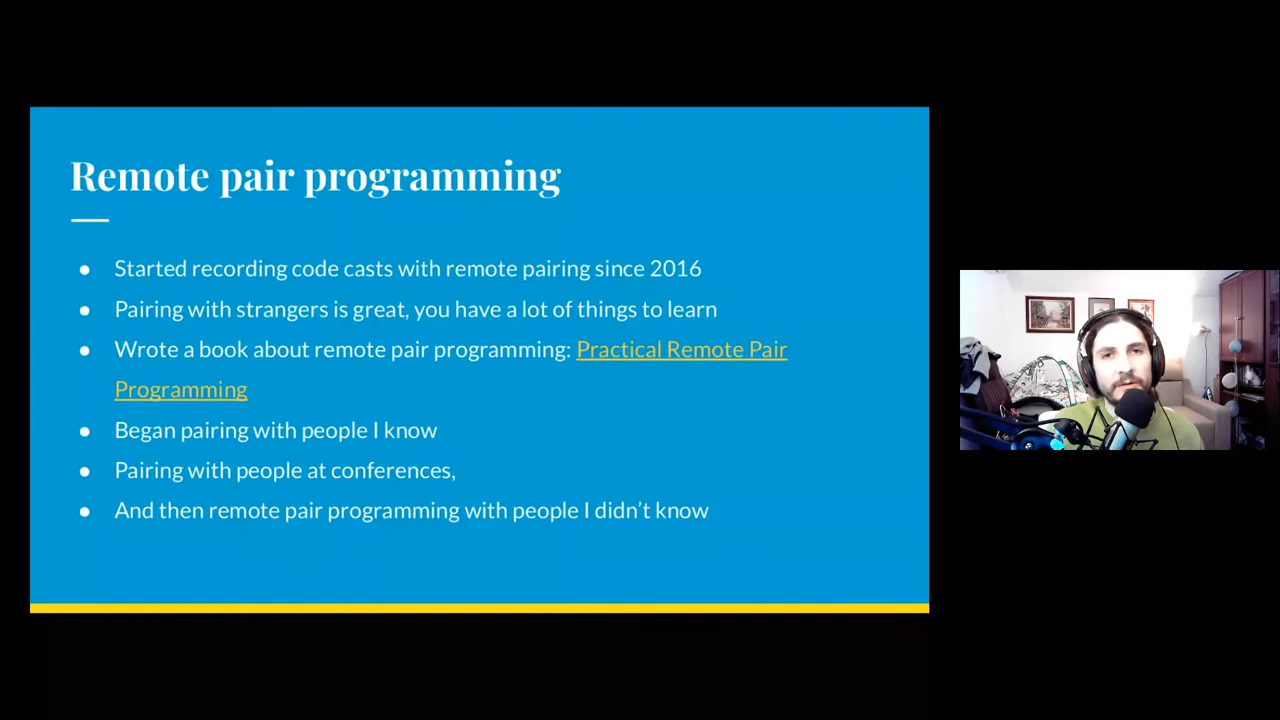 Remote pair programming
● Started recording code casts with remote pairing since 2016
● Pairing with strangers is great, you have a lot of things to learn
● Wrote a book about remote pair programming: Practical Remote Pair
Programming
● Began pairing with people I know
● Pairing with people at conferences,
● And then remote pair programming with people I didn’t know